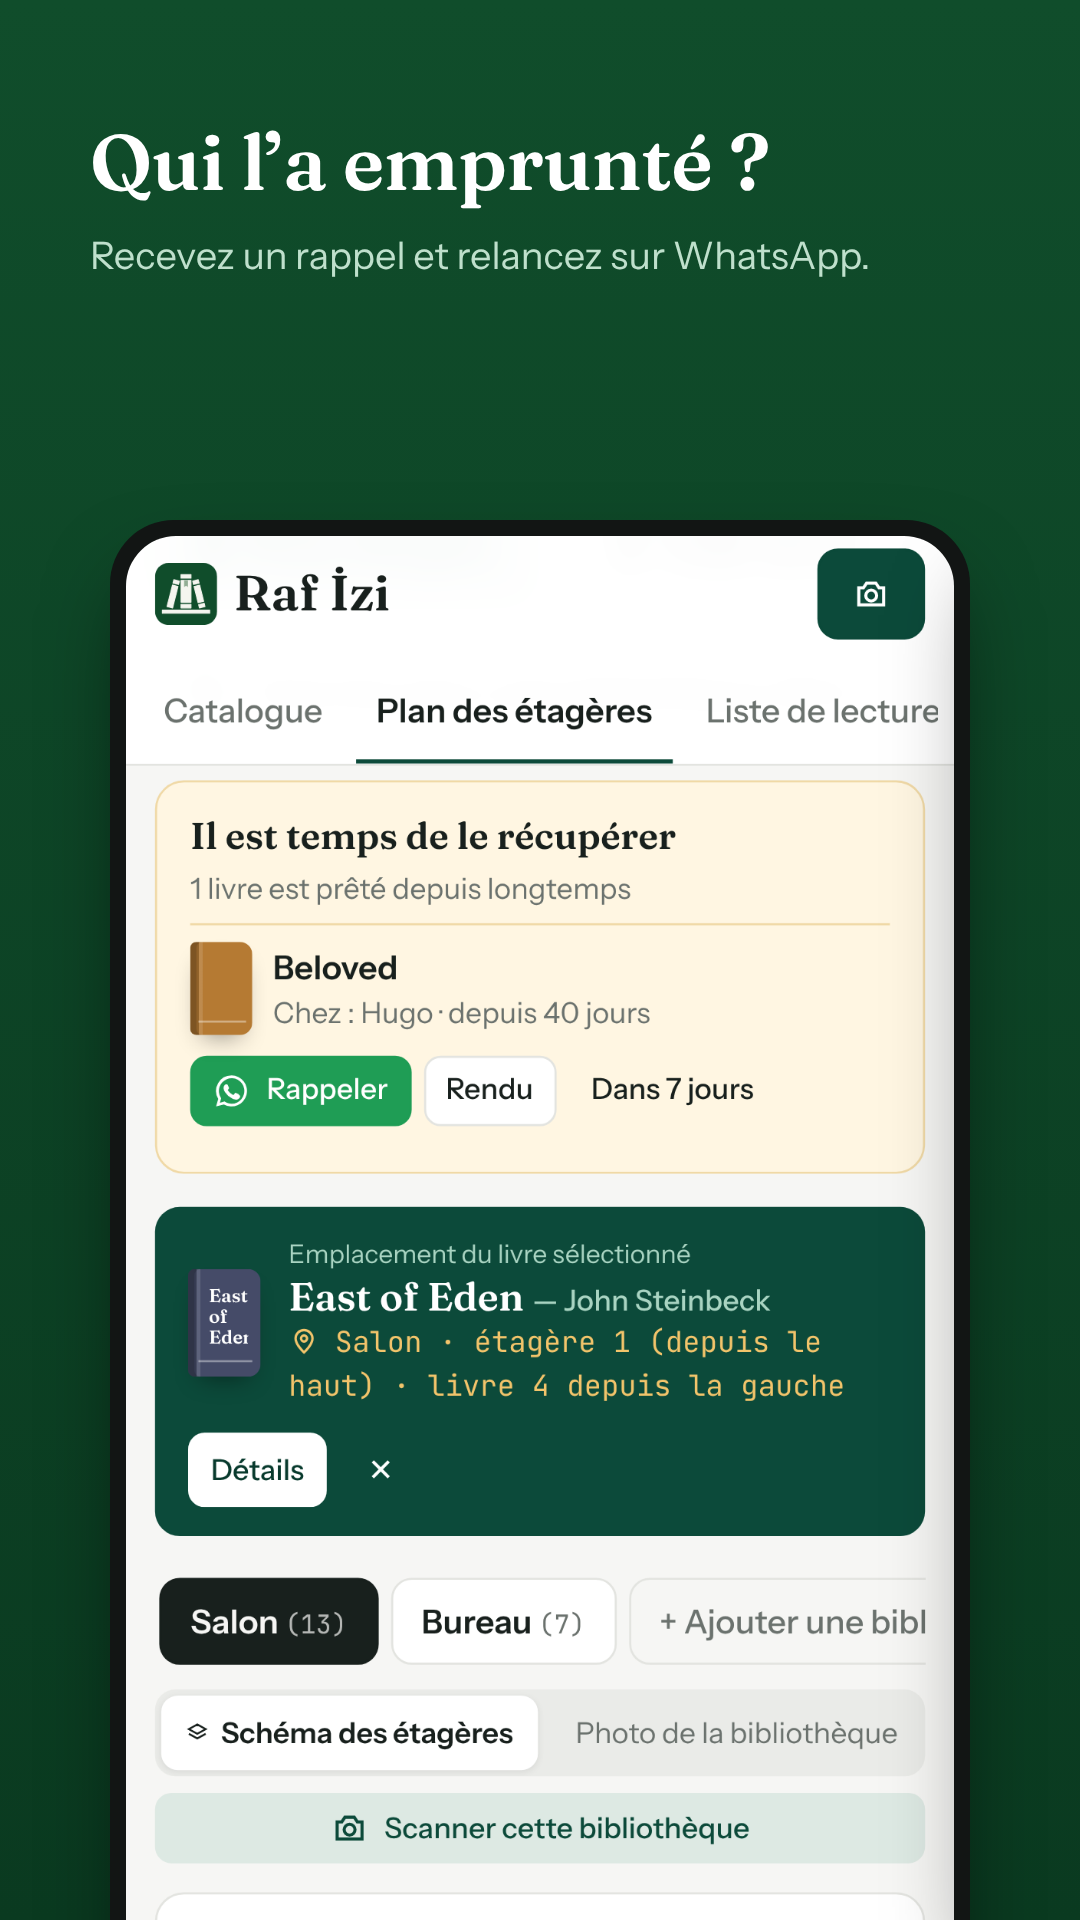 Qui l’a emprunté ?
Recevez un rappel et relancez sur WhatsApp.
Raf İzi
Catalogue
Plan des étagères
Liste de lecture
Il est temps de le récupérer
1 livre est prêté depuis longtemps
Beloved
Chez : Hugo · depuis 40 jours
Rappeler
Rendu
Dans 7 jours
Emplacement du livre sélectionné
East of Eden — John Steinbeck
Salon · étagère 1 (depuis le
haut) · livre 4 depuis la gauche
East
of
Eden
Détails
×
Salon (13)
Bureau (7)
+ Ajouter une bibl
Schéma des étagères
Photo de la bibliothèque
Scanner cette bibliothèque